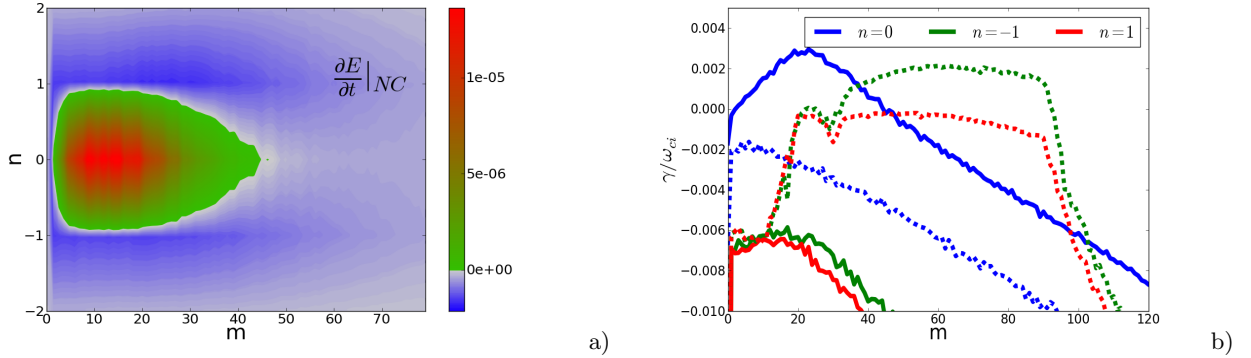 2
1
0
−1
−2
n
0 10 20 30 40 50 60 70
m
∂E/∂t|NC
1e-05
5e-06
0e+00
a)
0.004
0.002
0.000
−0.002
−0.004
−0.006
−0.008
−0.010
γ/ω_ci
0 20 40 60 80 100 120
m
n=0 n=−1 n=1
b)